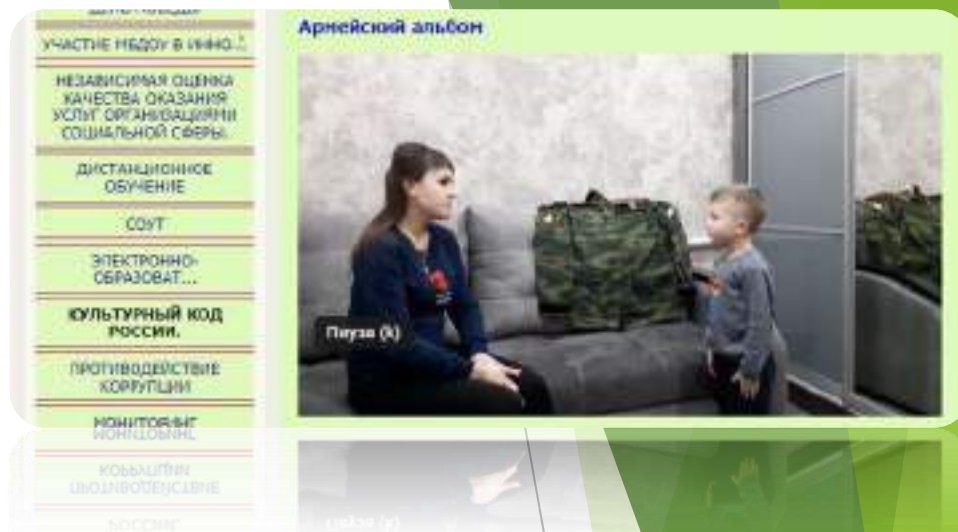 УЧАСТИЕ МБДОУ В ИННО...
НЕЗАВИСИМАЯ ОЦЕНКА
КАЧЕСТВА ОКАЗАНИЯ
УСЛУГ ОРГАНИЗАЦИЯМИ
СОЦИАЛЬНОЙ СФЕРЫ.
ДИСТАНЦИОННОЕ
ОБУЧЕНИЕ
СОУТ
ЭЛЕКТРОННО-
ОБРАЗОВАТ...
КУЛЬТУРНЫЙ КОД
РОССИИ.
ПРОТИВОДЕЙСТВИЕ
КОРРУПЦИИ
МОНИТОРИНГ
Армейский альбом
Пауза (k)